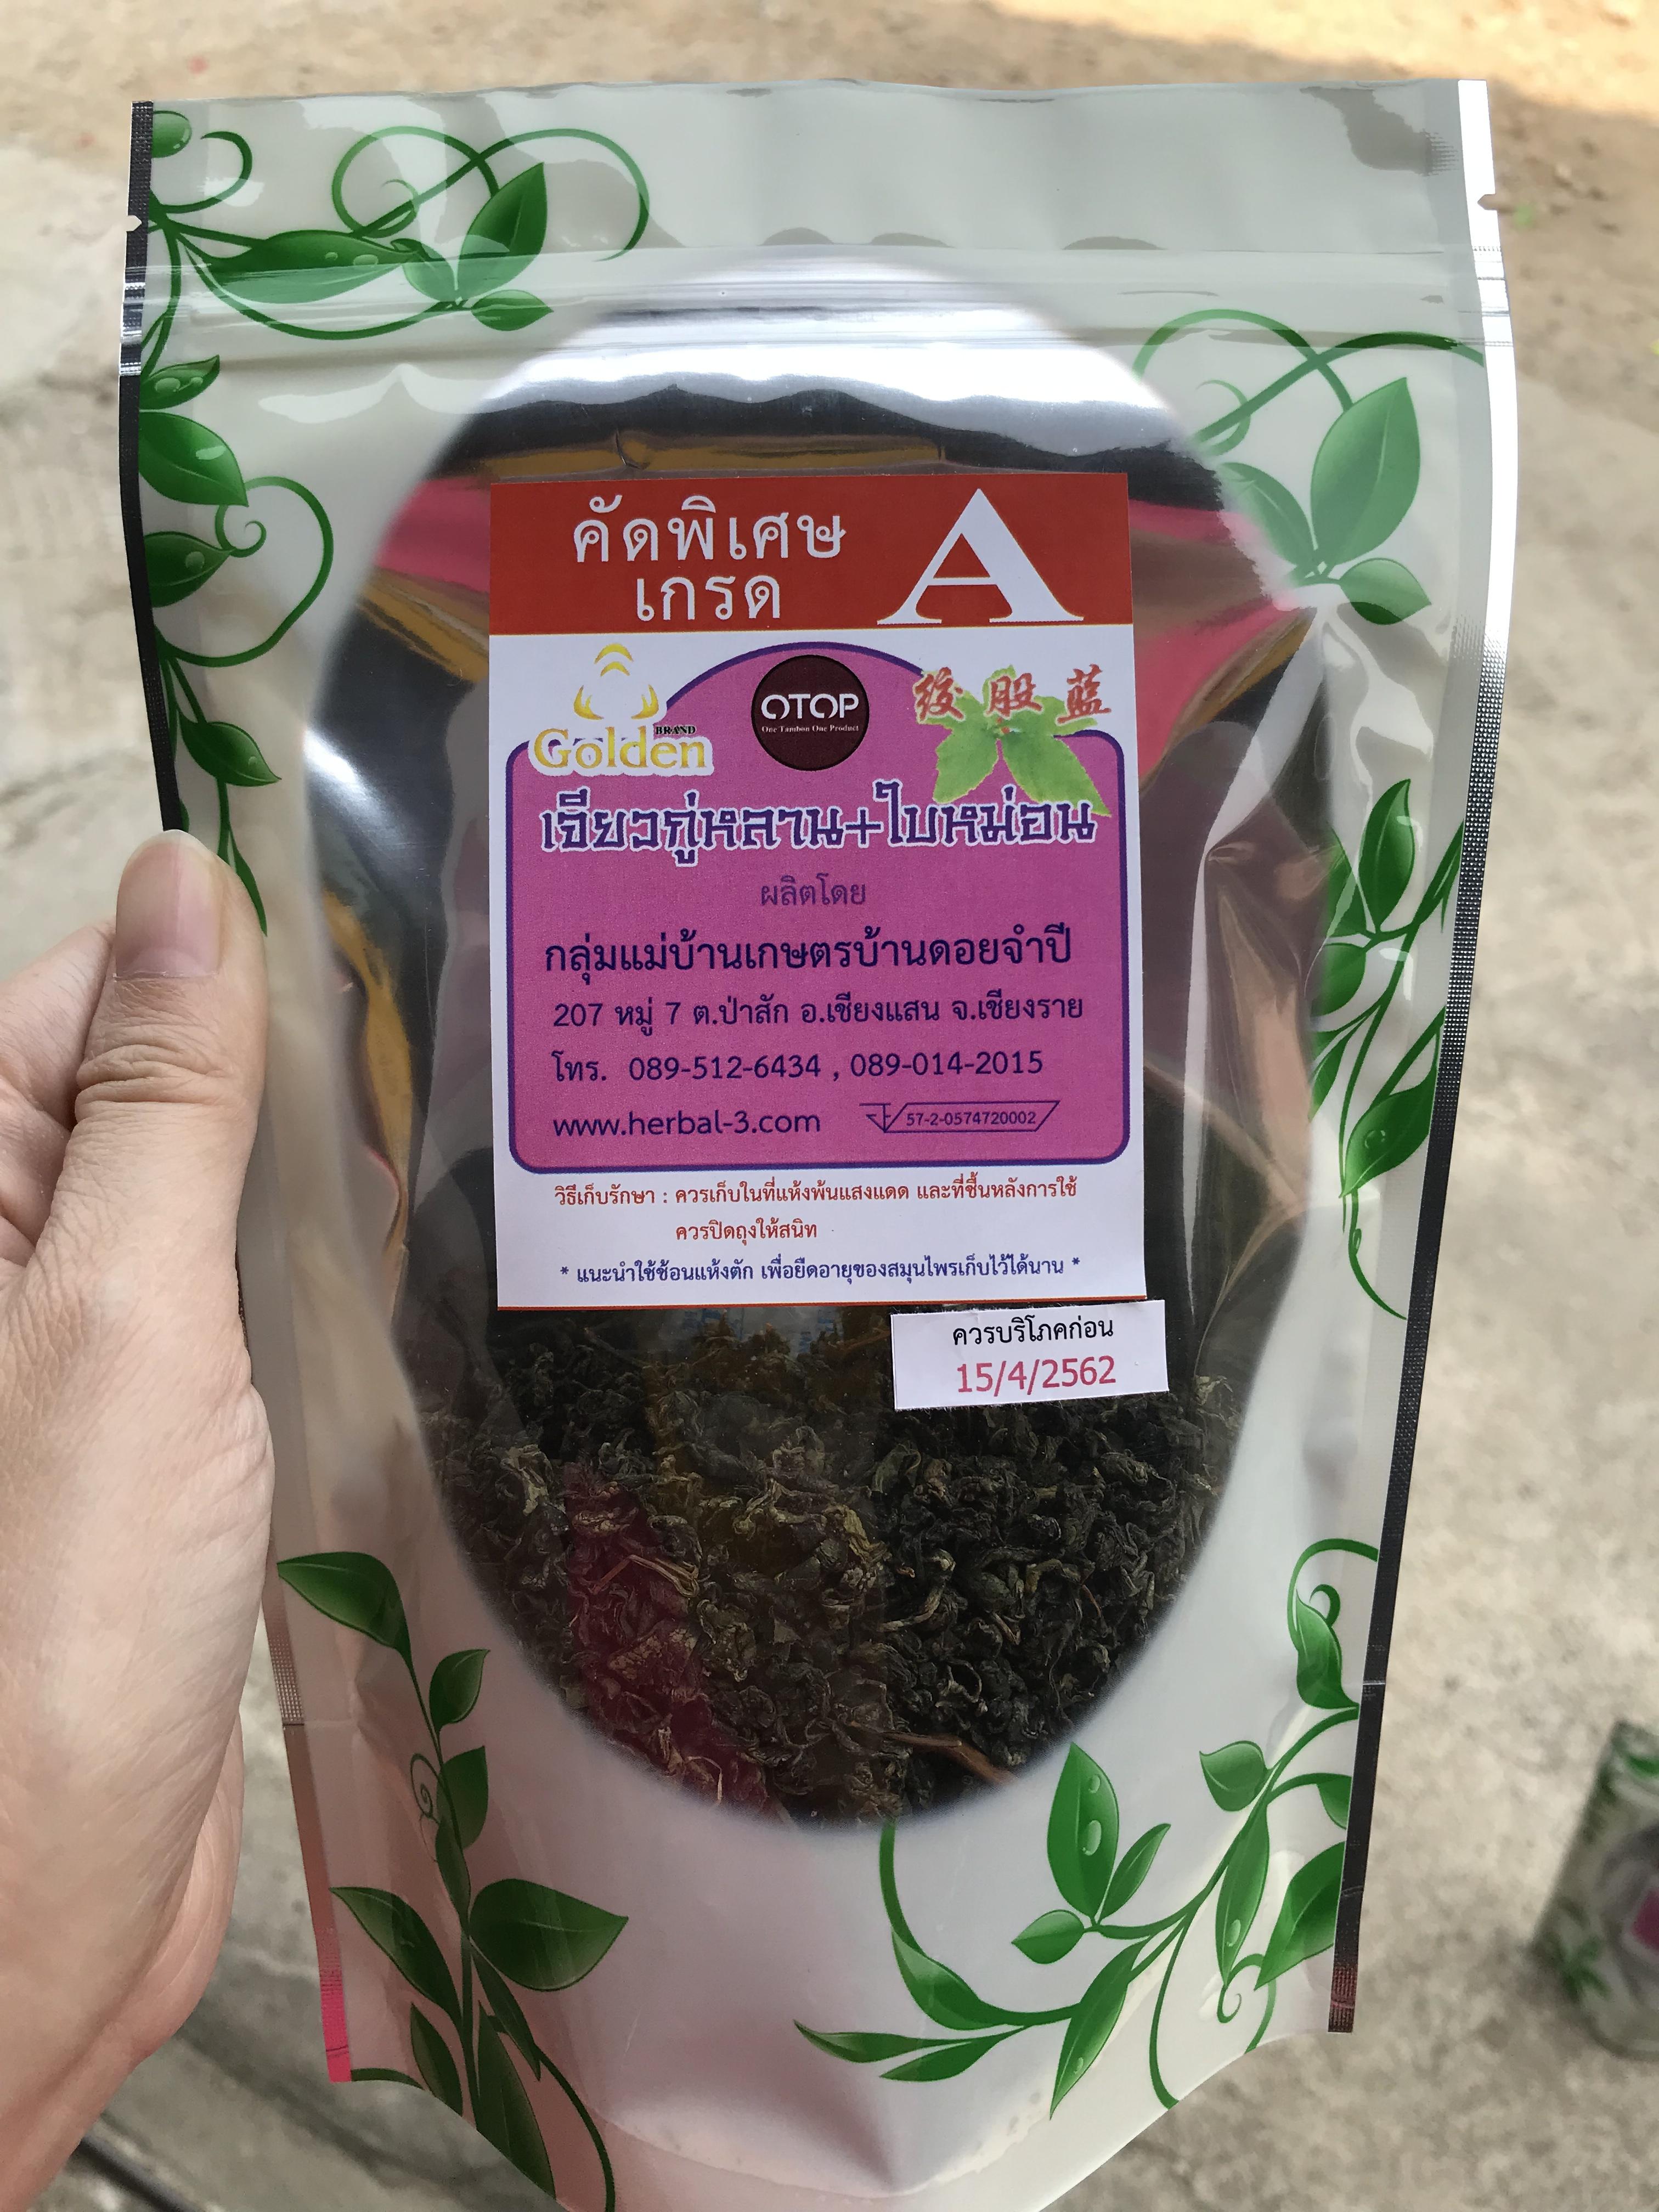 คัดพิเศษ
เกรด A
Golden BRAND
OTOP
One Tambon One Product
绞股蓝
เจียวกู่หลาน+ใบหม่อน
ผลิตโดย
กลุ่มแม่บ้านเกษตรบ้านดอยจำปี
207 หมู่ 7 ต.ป่าสัก อ.เชียงแสน จ.เชียงราย
โทร. 089-512-6434 , 089-014-2015
www.herbal-3.com 57-2-0574720002
วิธีเก็บรักษา : ควรเก็บในที่แห้งพ้นแสงแดด และที่ชื้นหลังการใช้
ควรปิดถุงให้สนิท
* แนะนำใช้ช้อนแห้งตัก เพื่อยืดอายุของสมุนไพรเก็บไว้ได้นาน *
ควรบริโภคก่อน
15/4/2562